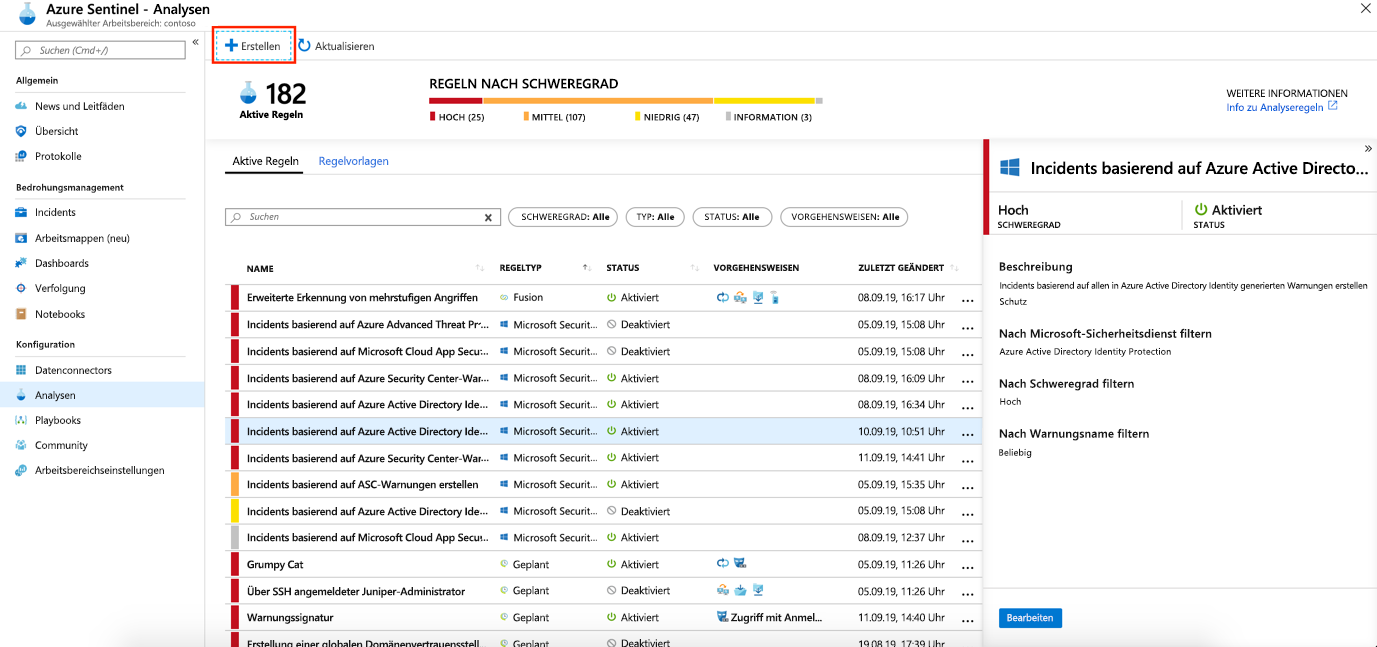 Azure Sentinel - Analysen
Ausgewählter Arbeitsbereich: contoso
Suchen (Cmd+/)
«
Allgemein
News und Leitfäden
Übersicht
Protokolle
Bedrohungsmanagement
Incidents
Arbeitsmappen (neu)
Dashboards
Verfolgung
Notebooks
Konfiguration
Datenconnectors
Analysen
Playbooks
Community
Arbeitsbereichseinstellungen
Erstellen Aktualisieren
182
Aktive Regeln
REGELN NACH SCHWEREGRAD
HOCH (25) MITTEL (107) NIEDRIG (47) INFORMATION (3)
WEITERE INFORMATIONEN
Info zu Analyseregeln
Aktive Regeln Regelvorlagen
Suchen SCHWEREGRAD: Alle TYP: Alle STATUS: Alle VORGEHENSWEISEN: Alle
NAME REGELTYP STATUS VORGEHENSWEISEN ZULETZT GEÄNDERT
Erweiterte Erkennung von mehrstufigen Angriffen Fusion Aktiviert 08.09.19, 16:17 Uhr ...
Incidents basierend auf Azure Advanced Threat Pr... Microsoft Securit... Deaktiviert 05.09.19, 15:08 Uhr ...
Incidents basierend auf Microsoft Cloud App Secu... Microsoft Securit... Deaktiviert 05.09.19, 15:08 Uhr ...
Incidents basierend auf Azure Security Center-War... Microsoft Securit... Aktiviert 08.09.19, 16:09 Uhr ...
Incidents basierend auf Azure Active Directory Ide... Microsoft Securit... Aktiviert 08.09.19, 16:34 Uhr ...
Incidents basierend auf Azure Active Directory Ide... Microsoft Securit... Aktiviert 10.09.19, 10:51 Uhr ...
Incidents basierend auf Azure Security Center-War... Microsoft Securit... Aktiviert 11.09.19, 14:41 Uhr ...
Incidents basierend auf ASC-Warnungen erstellen Microsoft Securit... Aktiviert 05.09.19, 15:35 Uhr ...
Incidents basierend auf Azure Active Directory Ide... Microsoft Securit... Deaktiviert 05.09.19, 15:08 Uhr ...
Incidents basierend auf Microsoft Cloud App Secu... Microsoft Securit... Aktiviert 08.09.19, 12:37 Uhr ...
Grumpy Cat Geplant Aktiviert 05.09.19, 11:26 Uhr ...
Über SSH angemeldeter Juniper-Administrator Geplant Deaktiviert 05.09.19, 11:26 Uhr ...
Warnungssignatur Geplant Aktiviert Zugriff mit Anmel... 11.09.19, 14:40 Uhr ...
Erstellung einer globalen Domänenvertrauensstell... Geplant Deaktiviert 19.08.19, 17:39 Uhr ...
»
Incidents basierend auf Azure Active Directo...
Hoch
SCHWEREGRAD
Aktiviert
STATUS
Beschreibung
Incidents basierend auf allen in Azure Active Directory Identity generierten Warnungen erstellen
Schutz
Nach Microsoft-Sicherheitsdienst filtern
Azure Active Directory Identity Protection
Nach Schweregrad filtern
Hoch
Nach Warnungsname filtern
Beliebig
Bearbeiten